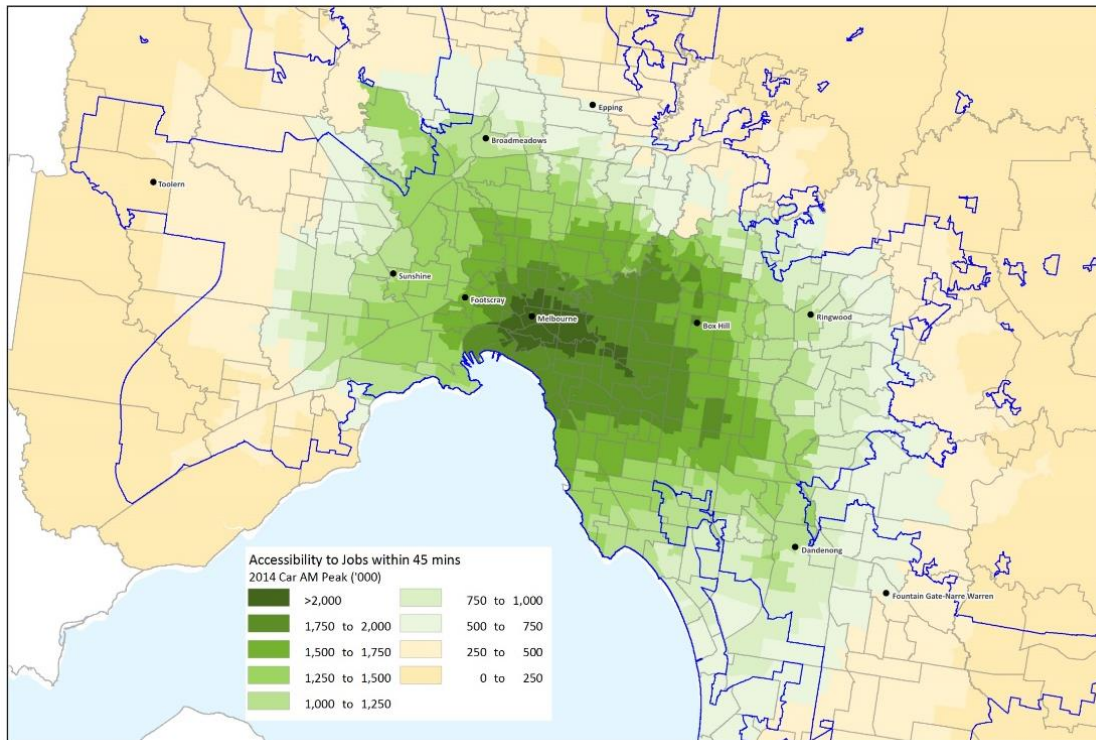 Epping
Broadmeadows
Toolern
Sunshine
Footscray
Melbourne
Box Hill
Ringwood
Dandenong
Fountain Gate-Narre Warren
Accessibility to Jobs within 45 mins
2014 Car AM Peak ('000)
>2,000
1,750 to 2,000
1,500 to 1,750
1,250 to 1,500
1,000 to 1,250
750 to 1,000
500 to 750
250 to 500
0 to 250